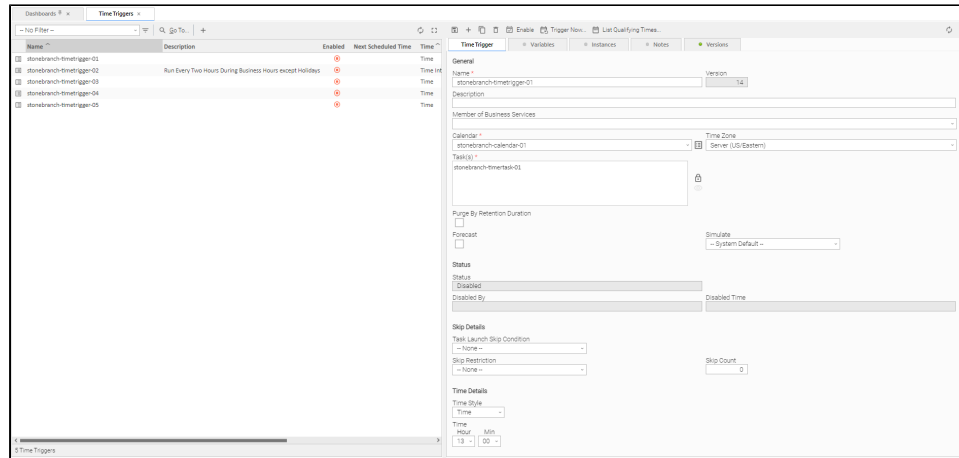 Dashboards Time Triggers
-- No Filter -- Go To...
Name Description Enabled Next Scheduled Time Time
stonebranch-timetrigger-01 Time
stonebranch-timetrigger-02 Run Every Two Hours During Business Hours except Holidays Time Int
stonebranch-timetrigger-03 Time
stonebranch-timetrigger-04 Time
stonebranch-timetrigger-05 Time
5 Time Triggers
Enable Trigger Now... List Qualifying Times...
Time Trigger Variables Instances Notes Versions
General
Name * Version
stonebranch-timetrigger-01 14
Description
Member of Business Services
Calendar * Time Zone
stonebranch-calendar-01 Server (US/Eastern)
Task(s) *
stonebranch-timertask-01
Purge By Retention Duration
Forecast Simulate
-- System Default --
Status
Status
Disabled
Disabled By Disabled Time
Skip Details
Task Launch Skip Condition
-- None --
Skip Restriction Skip Count
-- None -- 0
Time Details
Time Style
Time
Time
Hour Min
13 00